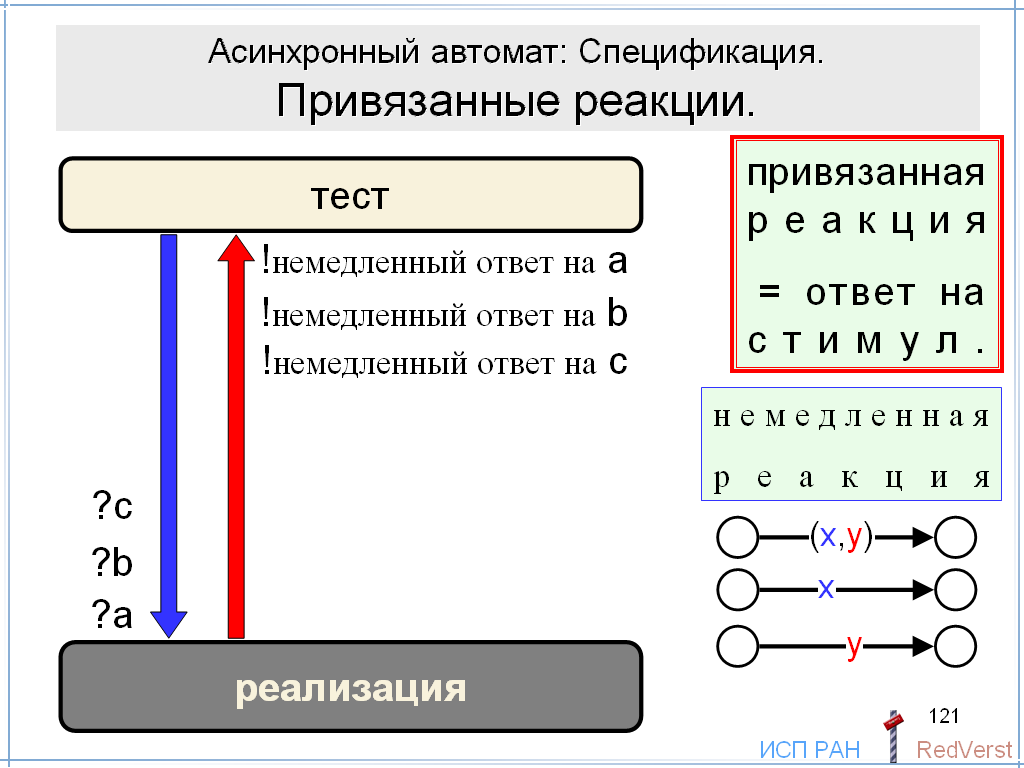 Асинхронный автомат: Спецификация.
Привязанные реакции.
тест
!немедленный ответ на a
!немедленный ответ на b
!немедленный ответ на c
?c
?b
?a
реализация
привязанная
реакция
= ответ на
стимул.
немедленная
реакция
(x,y)
x
y
121
ИСП РАН RedVerst